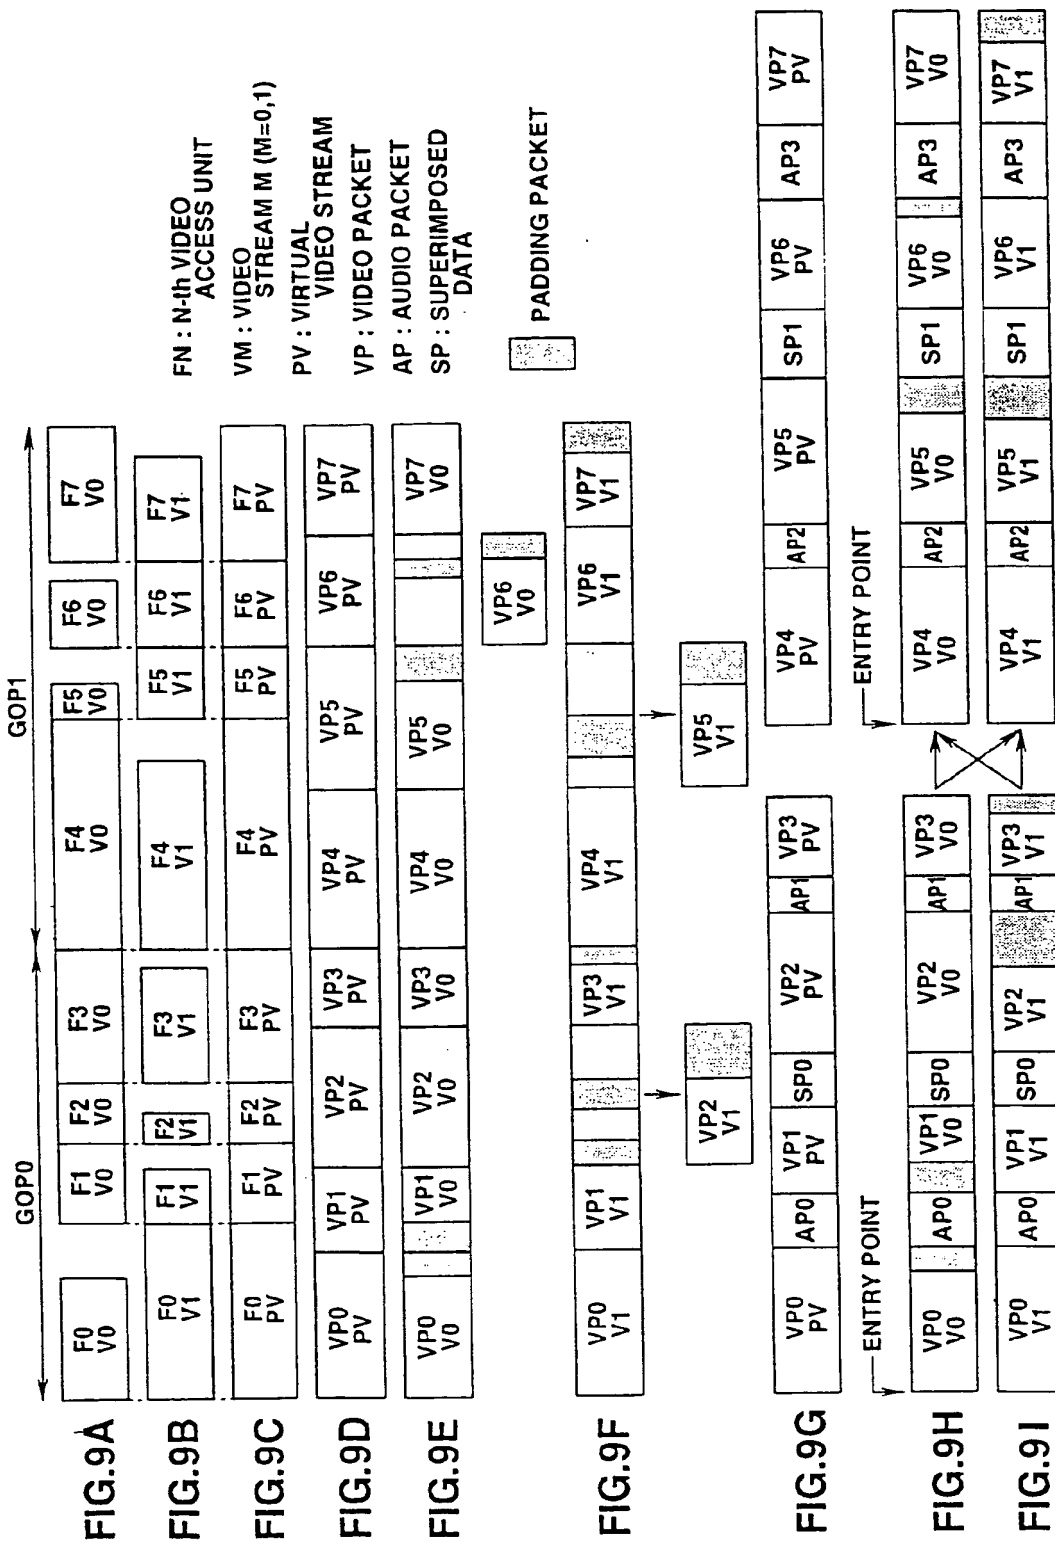 GOP0
GOP1
FIG.9A
F0 V0
F1 V0
F2 V0
F3 V0
F4 V0
F5 V0
F6 V0
F7 V0
FIG.9B
F0 V1
F1 V1
F2 V1
F3 V1
F4 V1
F5 V1
F6 V1
F7 V1
FIG.9C
F0 PV
F1 PV
F2 PV
F3 PV
F4 PV
F5 PV
F6 PV
F7 PV
FIG.9D
VP0 PV
VP1 PV
VP2 PV
VP3 PV
VP4 PV
VP5 PV
VP6 PV
VP7 PV
FIG.9E
VP0 V0
VP1 V0
VP2 V0
VP3 V0
VP4 V0
VP5 V0
VP7 V0
VP6 V0
FIG.9F
VP0 V1
VP1 V1
VP3 V1
VP4 V1
VP6 V1
VP7 V1
VP2 V1
VP5 V1
FN : N-th VIDEO
ACCESS UNIT
VM : VIDEO
STREAM M (M=0,1)
PV : VIRTUAL
VIDEO STREAM
VP : VIDEO PACKET
AP : AUDIO PACKET
SP : SUPERIMPOSED
DATA
PADDING PACKET
FIG.9G
VP0 PV
AP0
VP1 PV
SP0
VP2 PV
AP1
VP3 PV
VP4 PV
AP2
VP5 PV
SP1
VP6 PV
AP3
VP7 PV
ENTRY POINT
ENTRY POINT
FIG.9H
VP0 V0
AP0
VP1 V0
SP0
VP2 V0
AP1
VP3 V0
VP4 V0
AP2
VP5 V0
SP1
VP6 V0
AP3
VP7 V0
FIG.9I
VP0 V1
AP0
VP1 V1
SP0
VP2 V1
AP1
VP3 V1
VP4 V1
AP2
VP5 V1
SP1
VP6 V1
AP3
VP7 V1